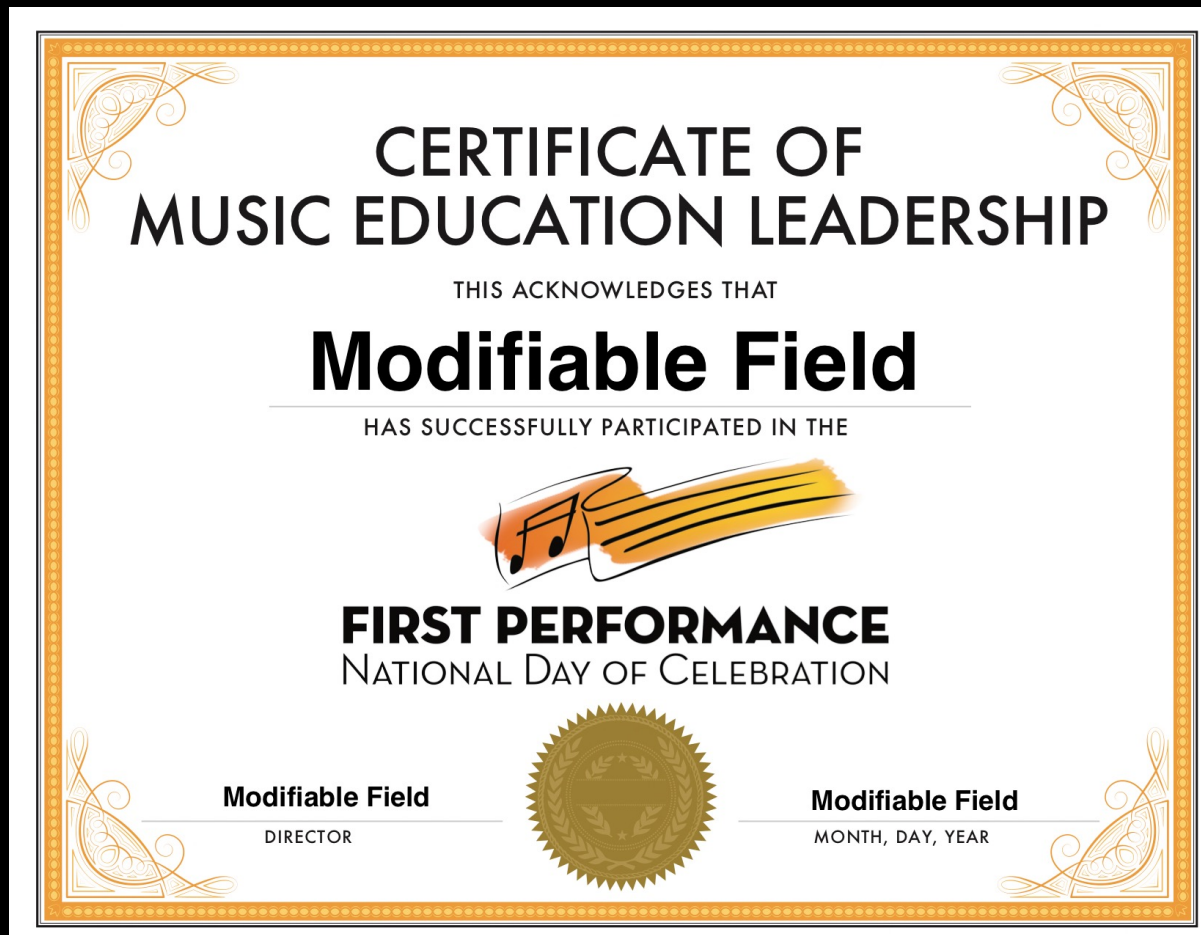 CERTIFICATE OF
MUSIC EDUCATION LEADERSHIP
THIS ACKNOWLEDGES THAT
Modifiable Field
HAS SUCCESSFULLY PARTICIPATED IN THE
FIRST PERFORMANCE
NATIONAL DAY OF CELEBRATION
Modifiable Field
DIRECTOR
Modifiable Field
MONTH, DAY, YEAR